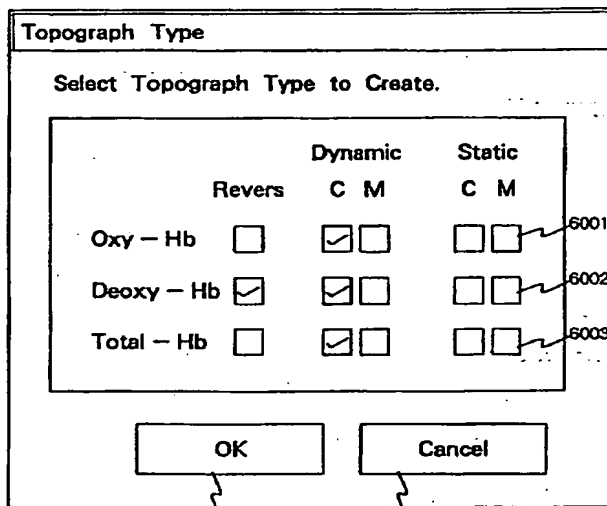 Topograph Type
Select Topograph Type to Create.
Dynamic Static
Revers C M C M
Oxy – Hb 6001
Deoxy – Hb 6002
Total – Hb 6003
OK Cancel